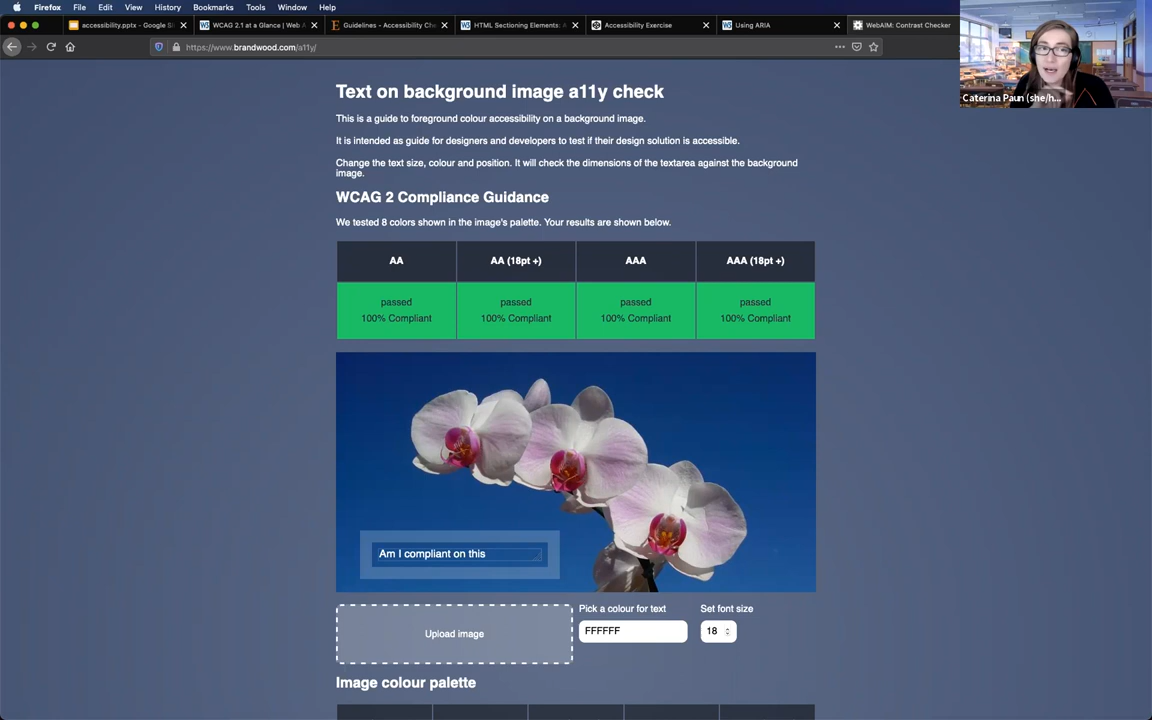 Firefox File Edit View History Bookmarks Tools Window Help
accessibility.pptx - Google Sl
WCAG 2.1 at a Glance | Web A
Guidelines - Accessibility Che
HTML Sectioning Elements: A
Accessibility Exercise
Using ARIA
WebAIM: Contrast Checker
https://www.brandwood.com/a11y/
Caterina Paun (she/h...
Text on background image a11y check
This is a guide to foreground colour accessibility on a background image.
It is intended as guide for designers and developers to test if their design solution is accessible.
Change the text size, colour and position. It will check the dimensions of the textarea against the background
image.
WCAG 2 Compliance Guidance
We tested 8 colors shown in the image's palette. Your results are shown below.
AA AA (18pt +) AAA AAA (18pt +)
passed passed passed passed
100% Compliant 100% Compliant 100% Compliant 100% Compliant
Am I compliant on this
Pick a colour for text Set font size
Upload image FFFFFF 18
Image colour palette